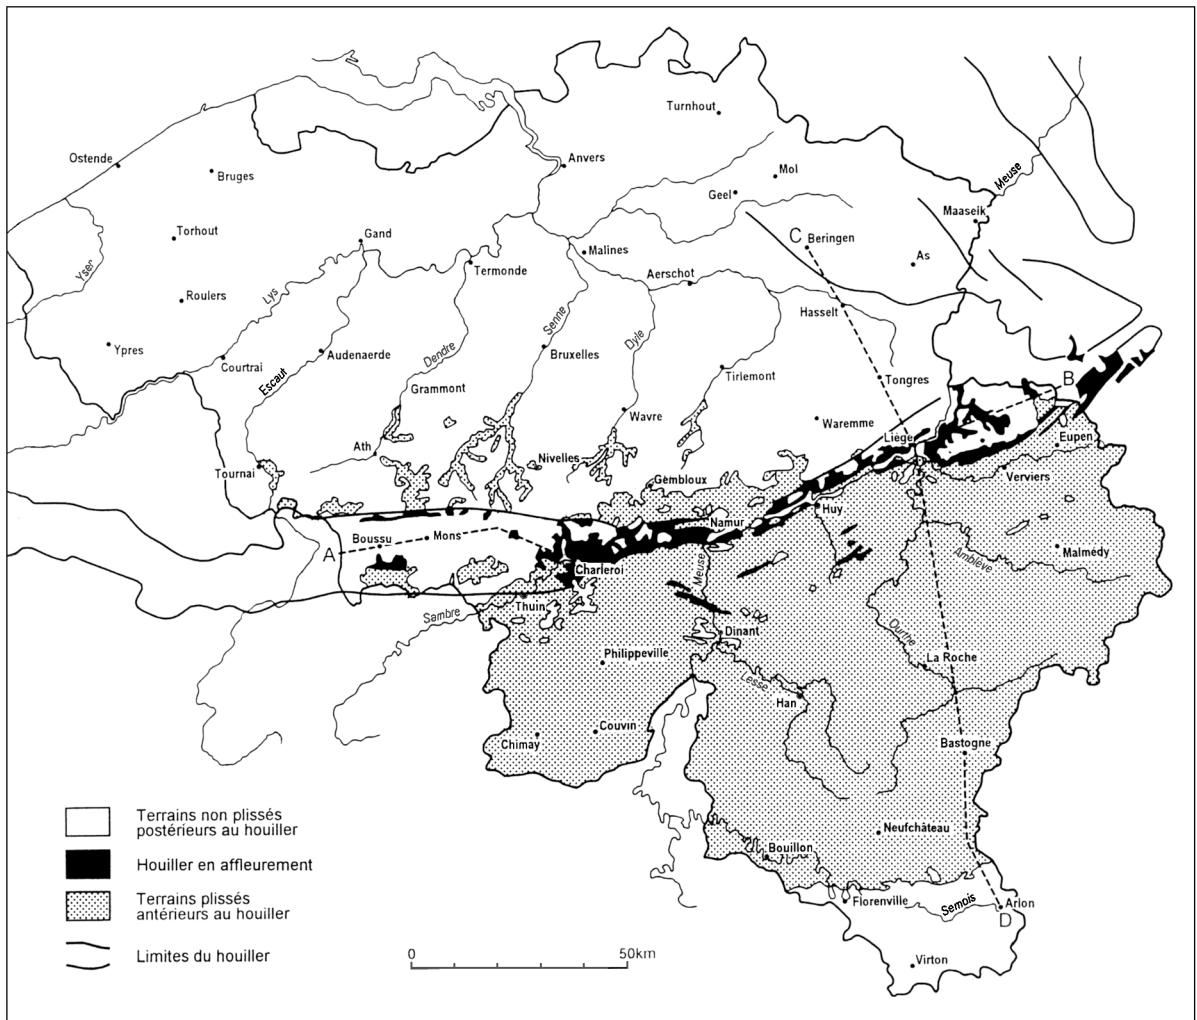 Turnhout
Ostende
Anvers
Bruges
Mol
Geel
Meuse
Maaseik
Torhout
Gand
C Beringen
Malines
As
Yser
Termonde
Aerschot
Roulers
Lys
Hasselt
Senne
Dyle
Ypres
Audenaerde
Dendre
Bruxelles
Courtrai
Escaut
Grammont
Tirlemont
Tongres
B
Wavre
Waremme
Ath
Liège
Eupen
Tournai
Nivelles
Verviers
Gembloux
Huy
Namur
Boussu
Mons
A
Malmédy
Amblève
Charleroi
Meuse
Thuin
Sambre
Dinant
Ourthe
Philippeville
La Roche
Lesse
Han
Couvin
Chimay
Bastogne
Neufchâteau
Bouillon
Florenville
Semois
Arlon
D
Virton
Terrains non plissés
postérieurs au houiller
Houiller en affleurement
Terrains plissés
antérieurs au houiller
Limites du houiller
0 50km